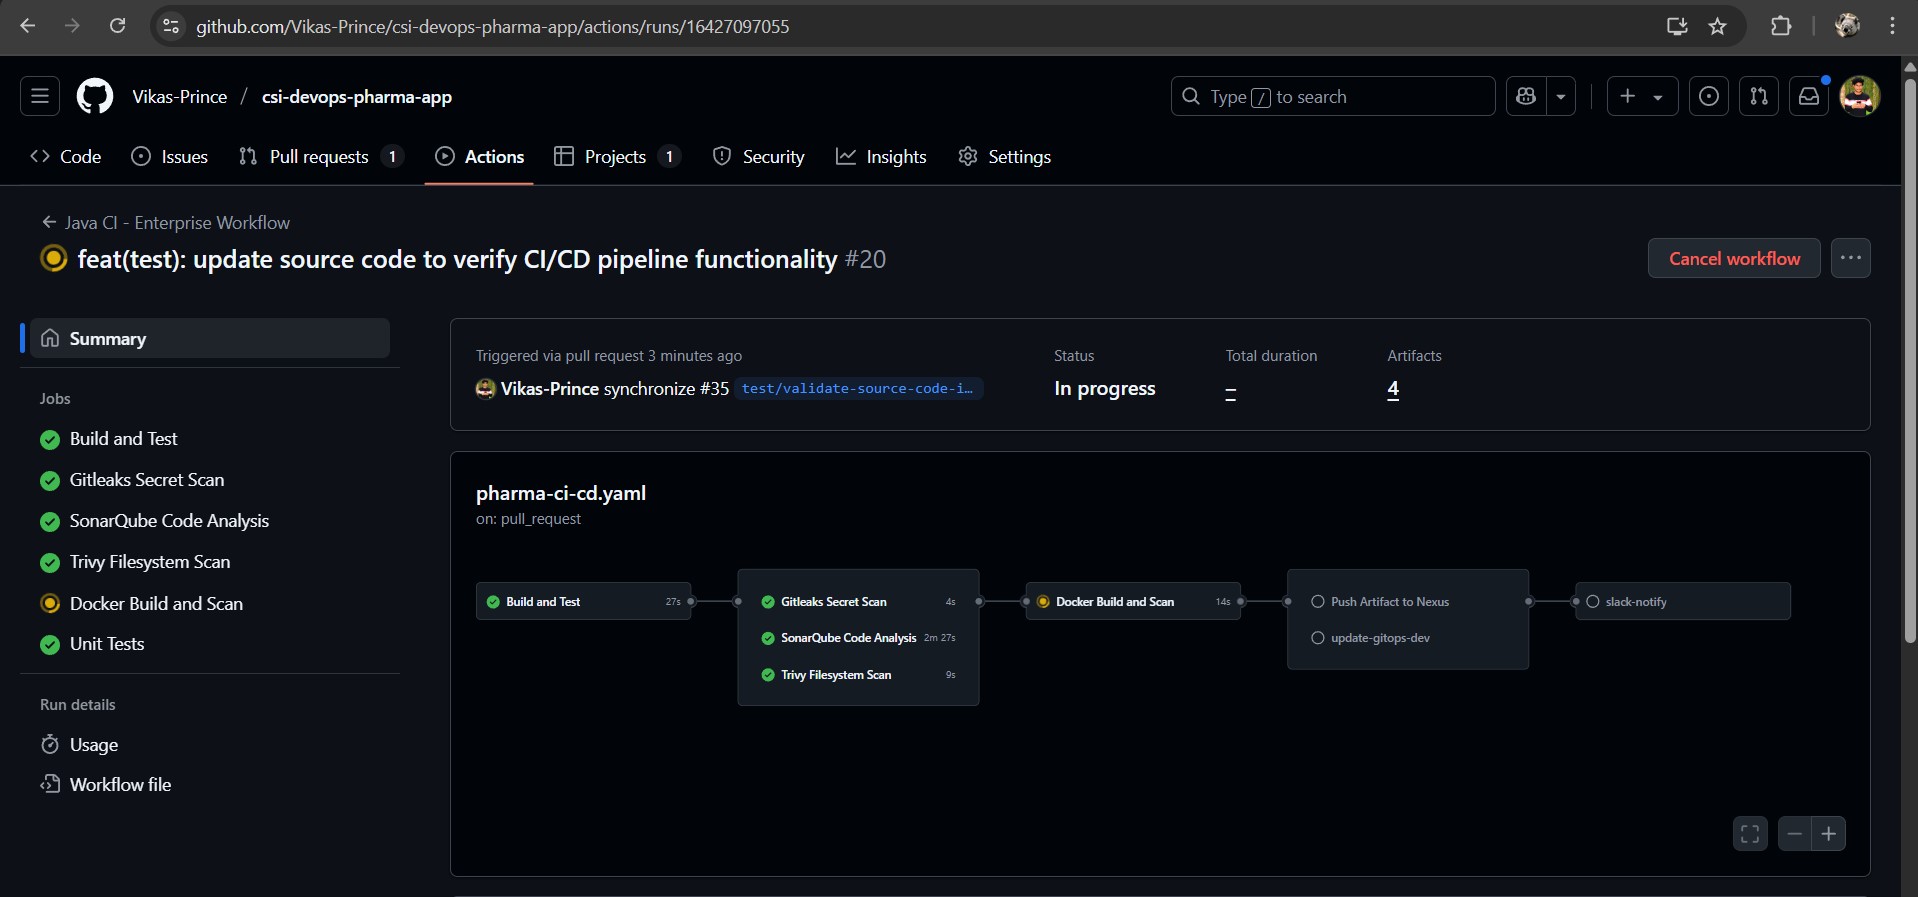 github.com/Vikas-Prince/csi-devops-pharma-app/actions/runs/16427097055
Vikas-Prince / csi-devops-pharma-app
Type / to search
Code Issues Pull requests 1 Actions Projects 1 Security Insights Settings
Java CI - Enterprise Workflow
feat(test): update source code to verify CI/CD pipeline functionality #20
Cancel workflow
Summary
Jobs
Build and Test
Gitleaks Secret Scan
SonarQube Code Analysis
Trivy Filesystem Scan
Docker Build and Scan
Unit Tests
Run details
Usage
Workflow file
Triggered via pull request 3 minutes ago
Vikas-Prince synchronize #35 test/validate-source-code-i…
Status
In progress
Total duration
–
Artifacts
4
pharma-ci-cd.yaml
on: pull_request
Build and Test 27s
Gitleaks Secret Scan 4s
SonarQube Code Analysis 2m 27s
Trivy Filesystem Scan 9s
Docker Build and Scan 14s
Push Artifact to Nexus
update-gitops-dev
slack-notify